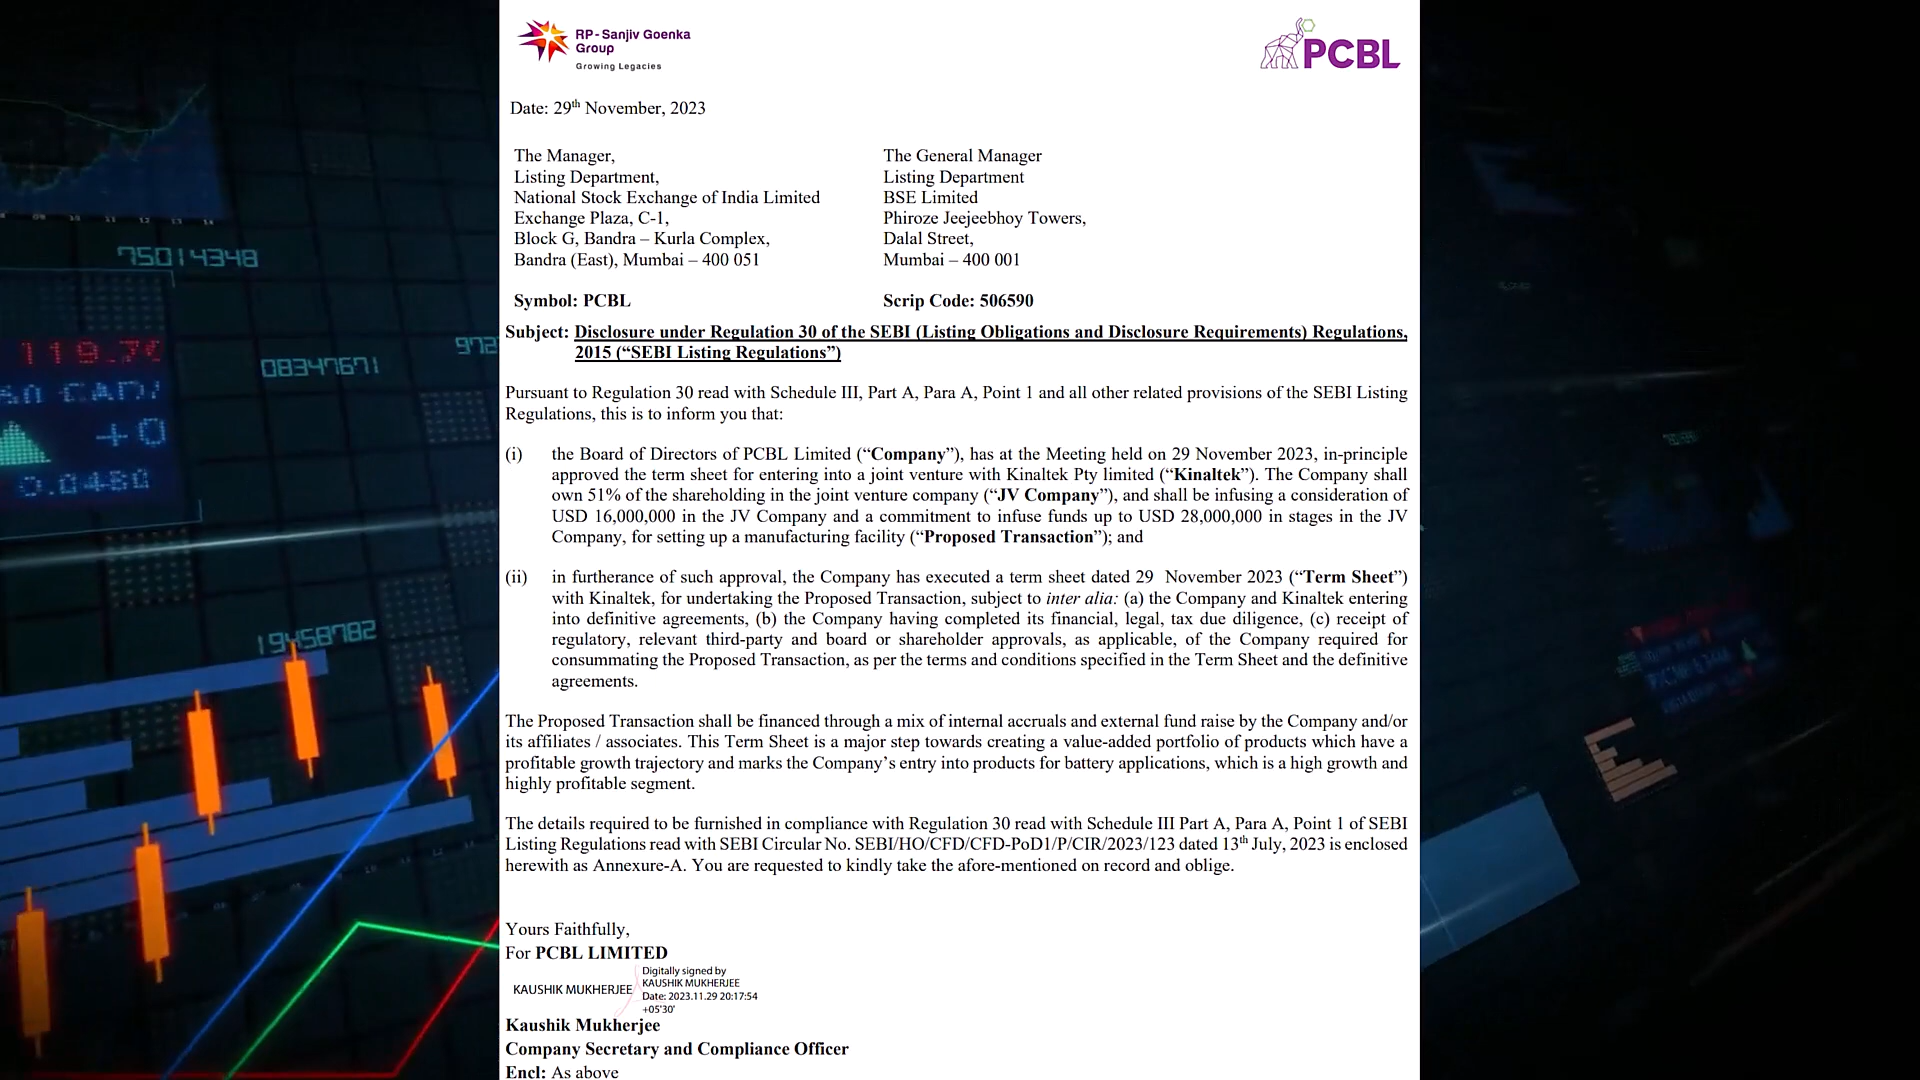 RP - Sanjiv Goenka
Group
Growing Legacies
PCBL
Date: 29th November, 2023
The Manager,
Listing Department,
National Stock Exchange of India Limited
Exchange Plaza, C-1,
Block G, Bandra – Kurla Complex,
Bandra (East), Mumbai – 400 051
The General Manager
Listing Department
BSE Limited
Phiroze Jeejeebhoy Towers,
Dalal Street,
Mumbai – 400 001
Symbol: PCBL
Scrip Code: 506590
Subject: Disclosure under Regulation 30 of the SEBI (Listing Obligations and Disclosure Requirements) Regulations,
2015 (“SEBI Listing Regulations”)
Pursuant to Regulation 30 read with Schedule III, Part A, Para A, Point 1 and all other related provisions of the SEBI Listing
Regulations, this is to inform you that:
(i) the Board of Directors of PCBL Limited (“Company”), has at the Meeting held on 29 November 2023, in-principle
approved the term sheet for entering into a joint venture with Kinaltek Pty limited (“Kinaltek”). The Company shall
own 51% of the shareholding in the joint venture company (“JV Company”), and shall be infusing a consideration of
USD 16,000,000 in the JV Company and a commitment to infuse funds up to USD 28,000,000 in stages in the JV
Company, for setting up a manufacturing facility (“Proposed Transaction”); and
(ii) in furtherance of such approval, the Company has executed a term sheet dated 29 November 2023 (“Term Sheet”)
with Kinaltek, for undertaking the Proposed Transaction, subject to inter alia: (a) the Company and Kinaltek entering
into definitive agreements, (b) the Company having completed its financial, legal, tax due diligence, (c) receipt of
regulatory, relevant third-party and board or shareholder approvals, as applicable, of the Company required for
consummating the Proposed Transaction, as per the terms and conditions specified in the Term Sheet and the definitive
agreements.
The Proposed Transaction shall be financed through a mix of internal accruals and external fund raise by the Company and/or
its affiliates / associates. This Term Sheet is a major step towards creating a value-added portfolio of products which have a
profitable growth trajectory and marks the Company’s entry into products for battery applications, which is a high growth and
highly profitable segment.
The details required to be furnished in compliance with Regulation 30 read with Schedule III Part A, Para A, Point 1 of SEBI
Listing Regulations read with SEBI Circular No. SEBI/HO/CFD/CFD-PoD1/P/CIR/2023/123 dated 13th July, 2023 is enclosed
herewith as Annexure-A. You are requested to kindly take the afore-mentioned on record and oblige.
Yours Faithfully,
For PCBL LIMITED
KAUSHIK MUKHERJEE
Digitally signed by
KAUSHIK MUKHERJEE
Date: 2023.11.29 20:17:54
+05'30'
Kaushik Mukherjee
Company Secretary and Compliance Officer
Encl: As above
75014348
08347671
972
119.7
+0
0.0480
19458782